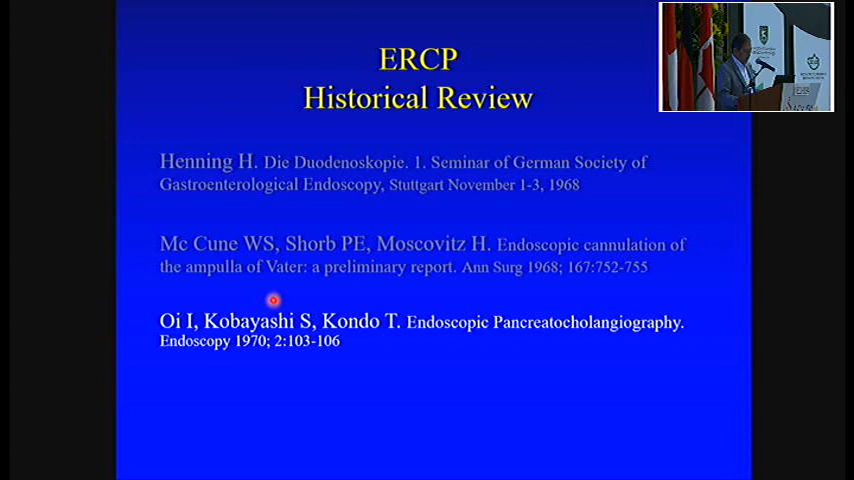 ERCP
Historical Review
Henning H. Die Duodenoskopie. 1. Seminar of German Society of
Gastroenterological Endoscopy, Stuttgart November 1-3, 1968
Mc Cune WS, Shorb PE, Moscovitz H. Endoscopic cannulation of
the ampulla of Vater: a preliminary report. Ann Surg 1968; 167:752-755
Oi I, Kobayashi S, Kondo T. Endoscopic Pancreatocholangiography.
Endoscopy 1970; 2:103-106